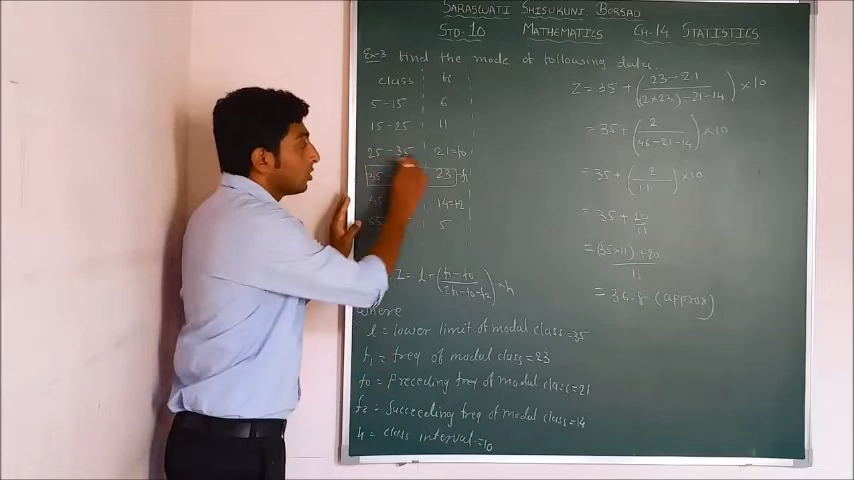 SARASWATI SHISUKUNJ. BORSAD
STD. 10 MATHEMATICS CH-14 STATISTICS
Ex-3 find the mode of following data.
class
5-15 6
15-25 11
25-35 21=f0
35- 23=f1
45 14=f2
55 5
Z = l+(f1-f0/2f1-f0-f2)×h
where
l = lower limit of modal class=35
f1 = freq of modal class=23
f0 = Preceding freq of modal class=21
f2 = Succeeding freq of modal class=14
h = class interval=10
Z = 35 + (23-21/(2×23)-21-14) ×10
= 35+ (2/46-21-14) ×10
= 35+ (2/11) ×10
= 35+ 20/11
= (35×11)+20/11
= 36.8 (approx)